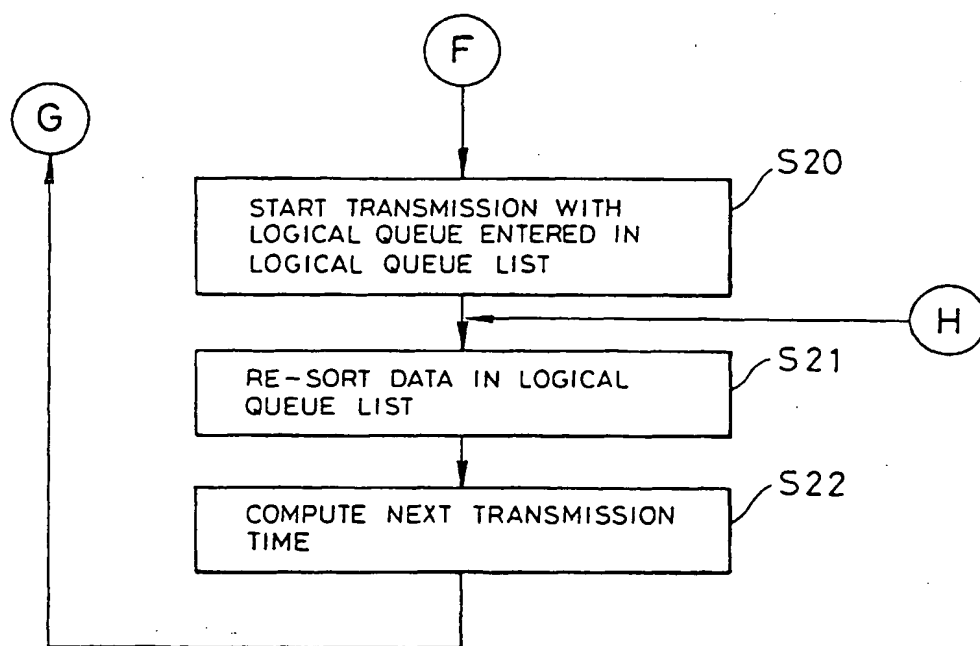 F
G
S20
START TRANSMISSION WITH
LOGICAL QUEUE ENTERED IN
LOGICAL QUEUE LIST
H
S21
RE-SORT DATA IN LOGICAL
QUEUE LIST
S22
COMPUTE NEXT TRANSMISSION
TIME